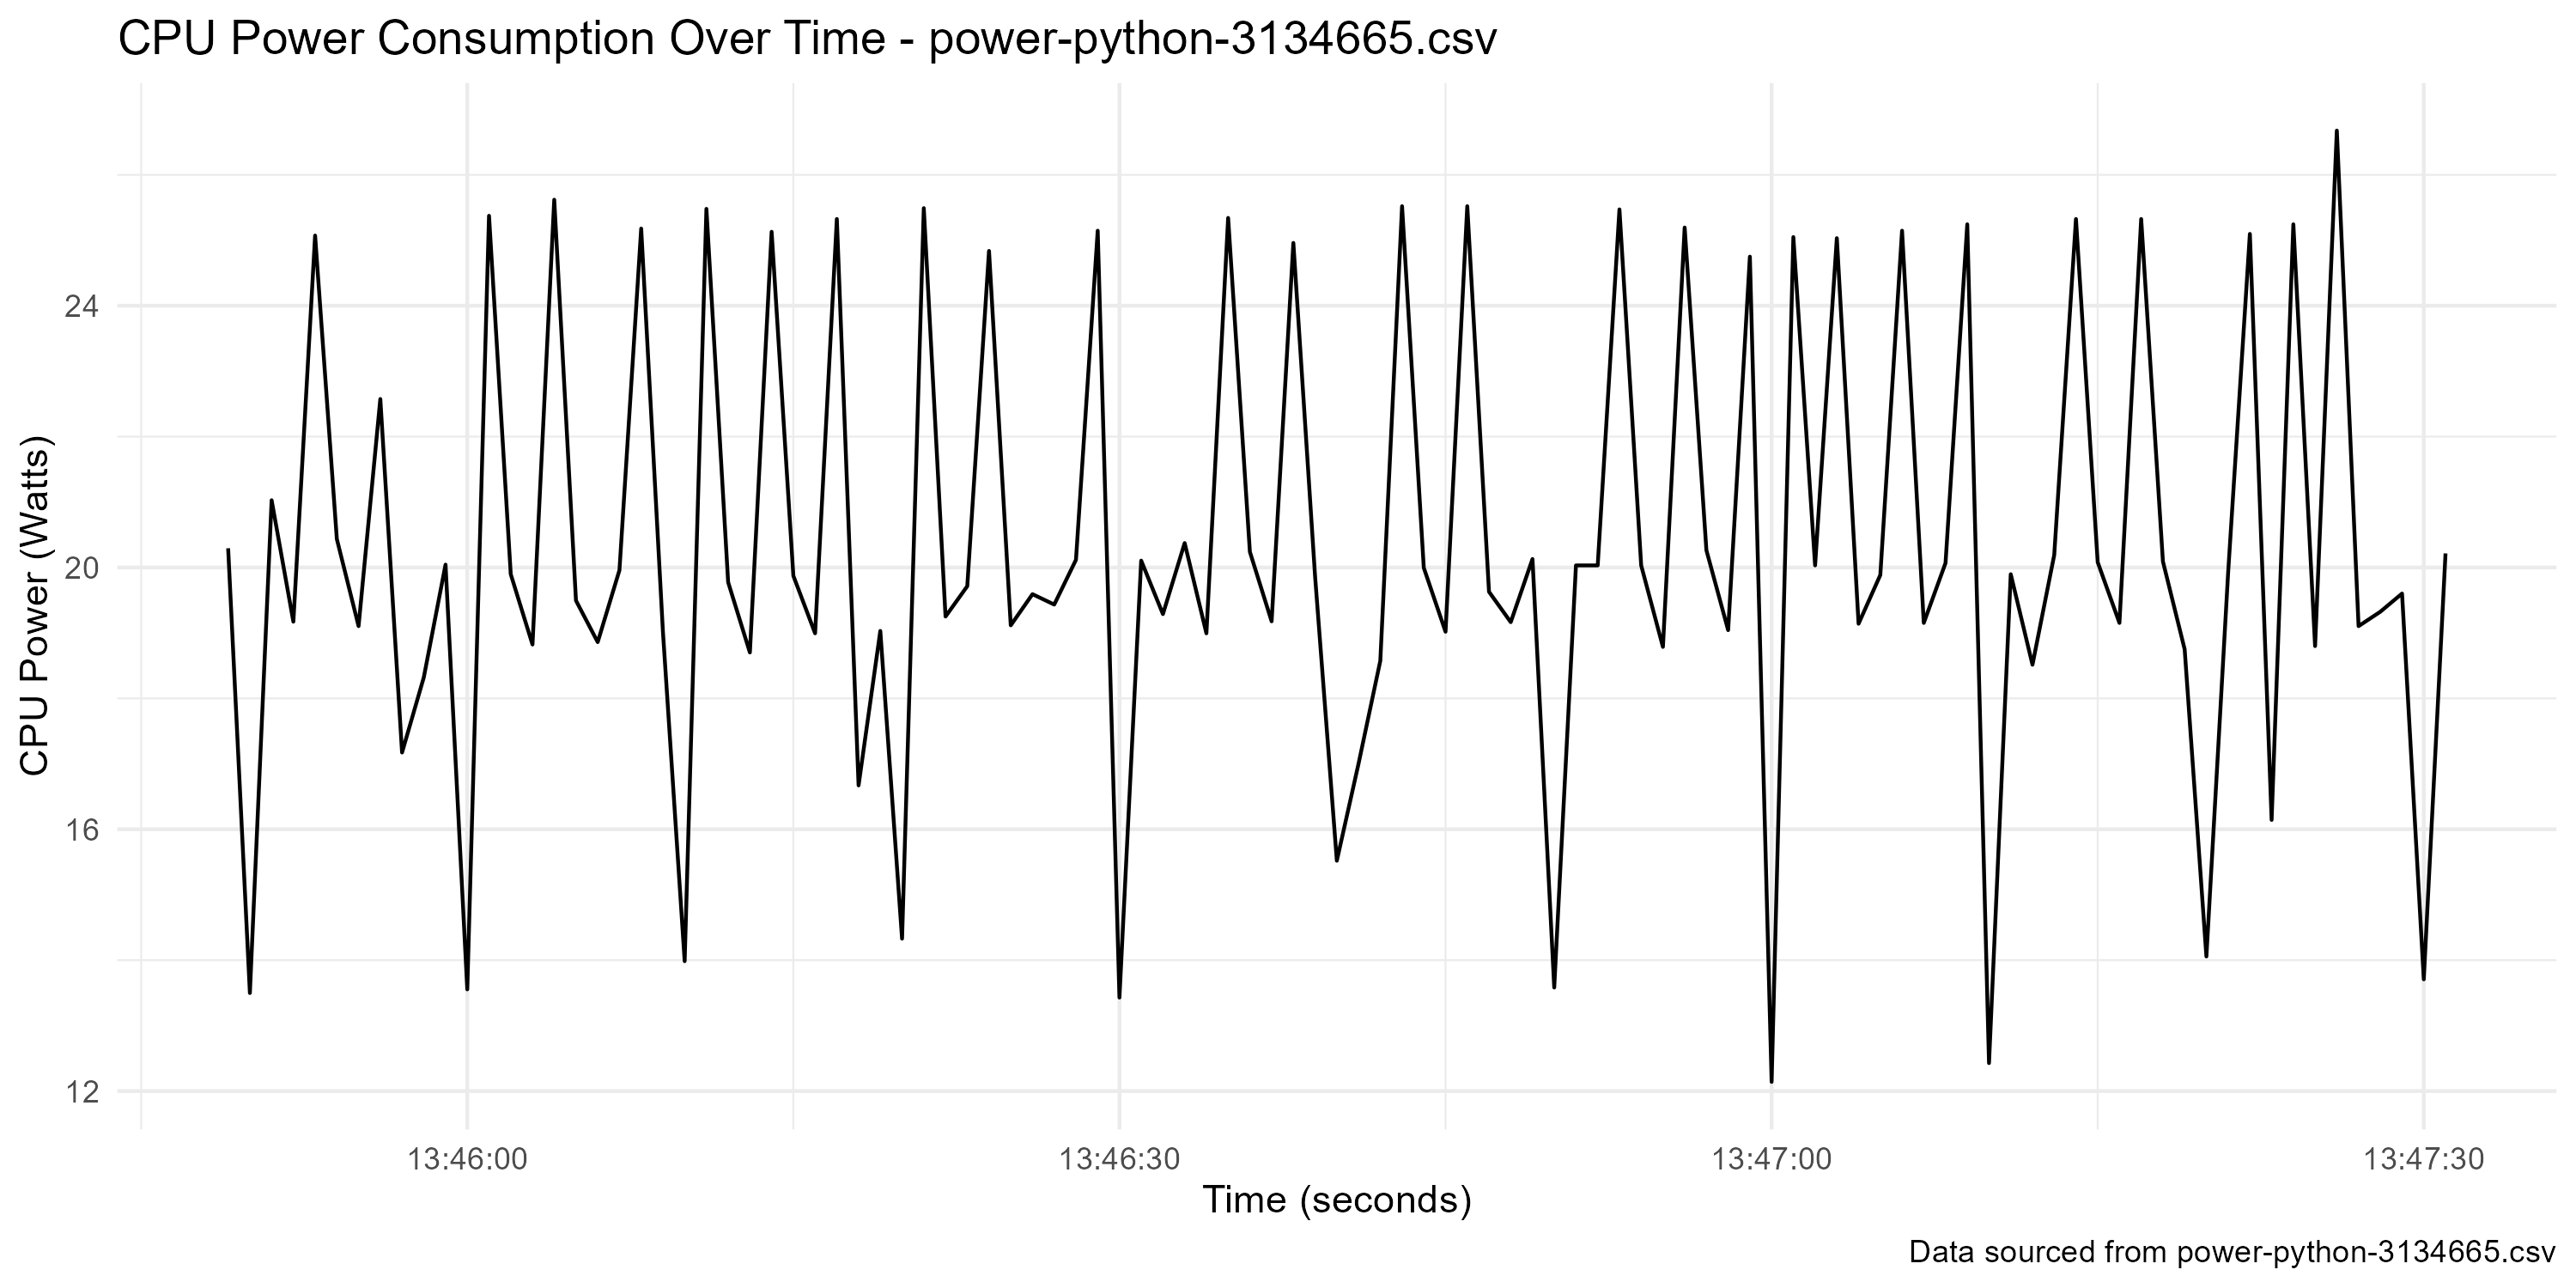 CPU Power Consumption Over Time - power-python-3134665.csv
CPU Power (Watts)
24
20
16
12
13:46:00
13:46:30
13:47:00
13:47:30
Time (seconds)
Data sourced from power-python-3134665.csv